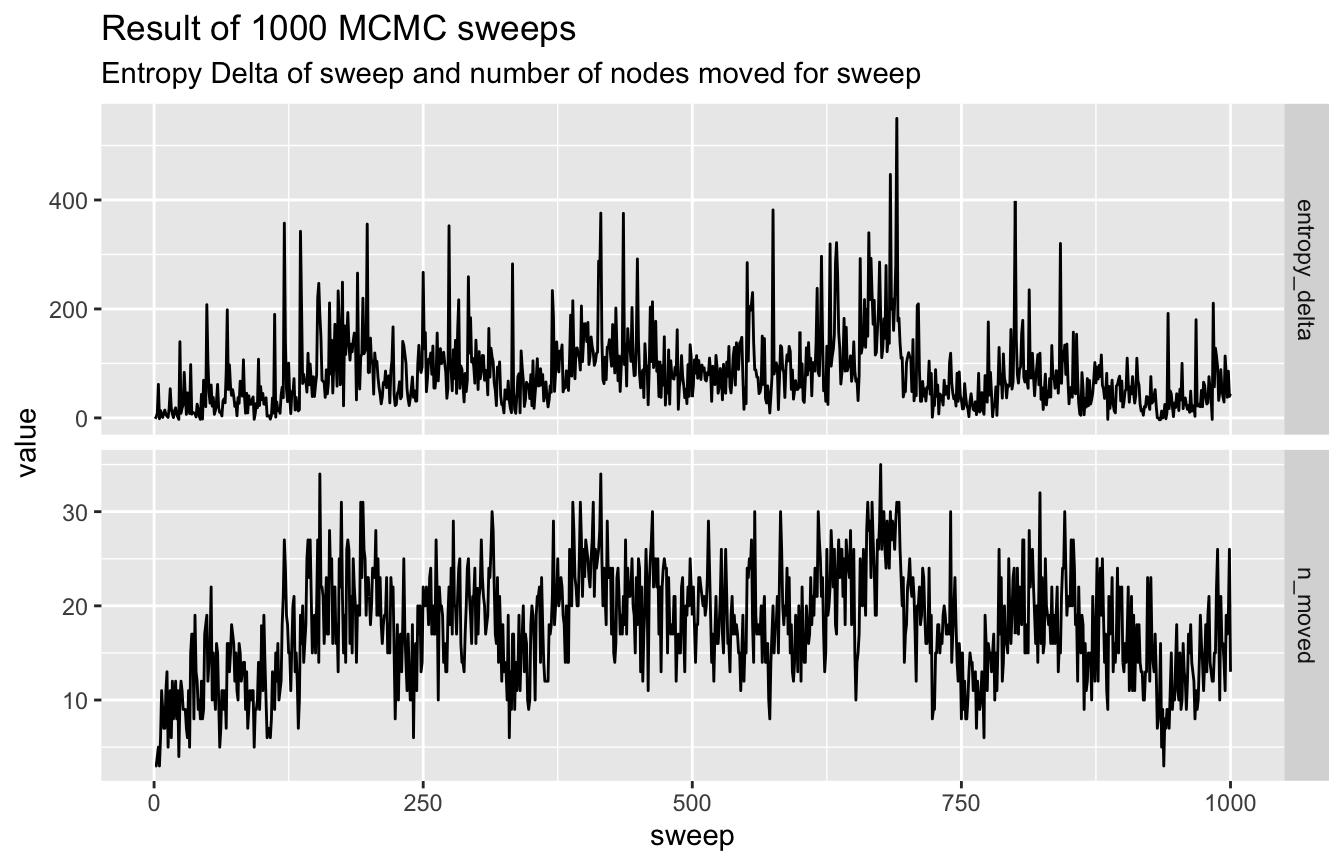 Result of 1000 MCMC sweeps
Entropy Delta of sweep and number of nodes moved for sweep
400
200
0
entropy_delta
value
30
20
10
n_moved
0 250 500 750 1000
sweep